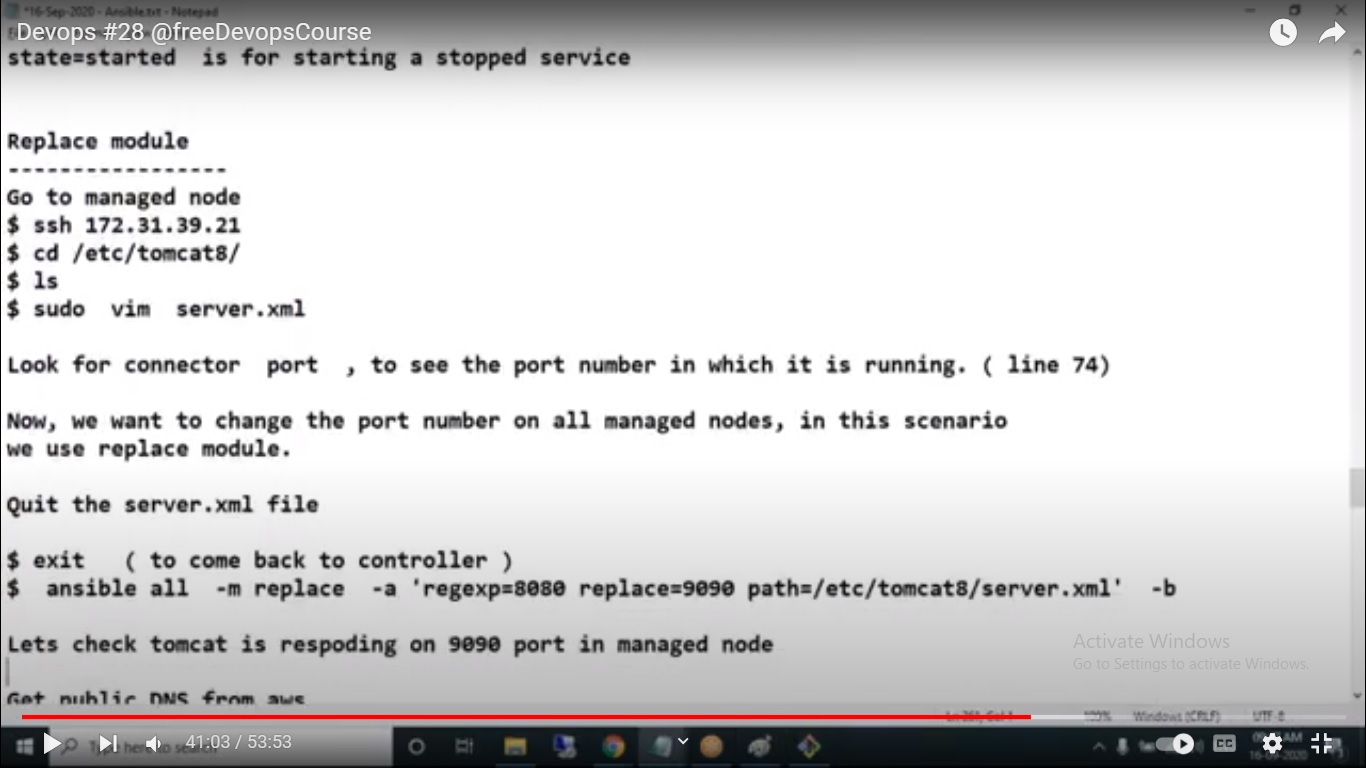 *16-Sep-2020 - Ansible.txt - Notepad
Devops #28 @freeDevopsCourse
state=started is for starting a stopped service
Replace module
-----------------
Go to managed node
$ ssh 172.31.39.21
$ cd /etc/tomcat8/
$ ls
$ sudo vim server.xml
Look for connector port , to see the port number in which it is running. ( line 74)
Now, we want to change the port number on all managed nodes, in this scenario
we use replace module.
Quit the server.xml file
$ exit ( to come back to controller )
$ ansible all -m replace -a 'regexp=8080 replace=9090 path=/etc/tomcat8/server.xml' -b
Lets check tomcat is respoding on 9090 port in managed node
Activate Windows
Go to Settings to activate Windows.
Get public DNS from aws
100% Windows (CRLF) UTF-8
Type here to search
41:03 / 53:53
CC
16-09-2020